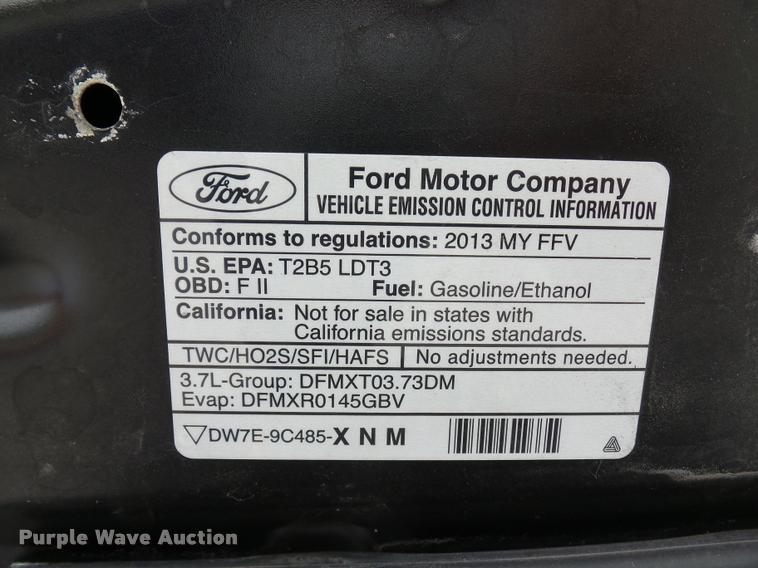 Ford
Ford Motor Company
VEHICLE EMISSION CONTROL INFORMATION
Conforms to regulations: 2013 MY FFV
U.S. EPA: T2B5 LDT3
OBD: F II Fuel: Gasoline/Ethanol
California: Not for sale in states with
California emissions standards.
TWC/HO2S/SFI/HAFS No adjustments needed.
3.7L-Group: DFMXT03.73DM
Evap: DFMXR0145GBV
DW7E-9C485-X N M
Purple Wave Auction